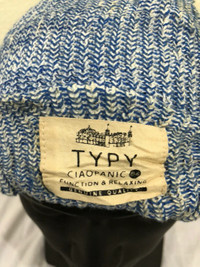 TYPY
CIAOPANIC
FUNCTION & RELAXING
GENUINE QUALITY